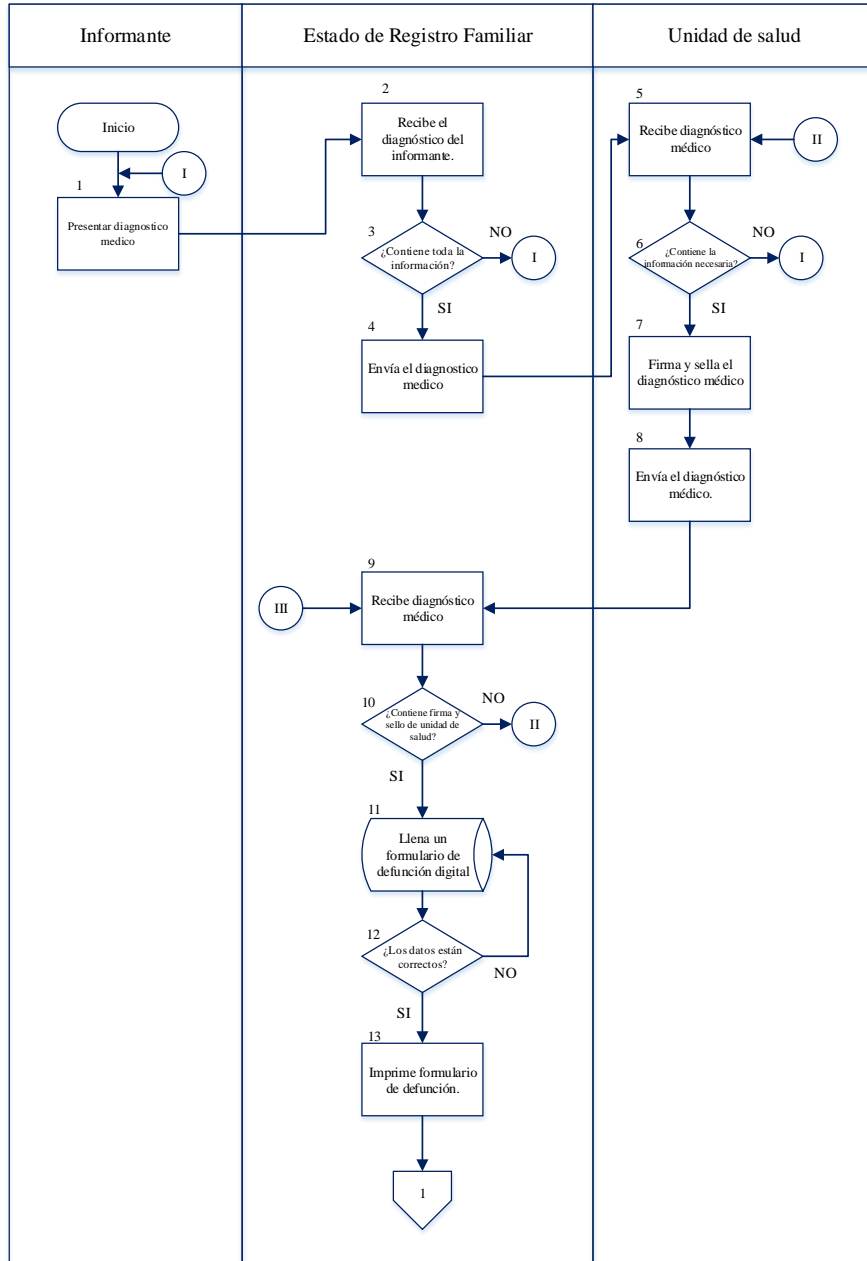 Informante
Estado de Registro Familiar
Unidad de salud
Inicio
I
1
Presentar diagnostico
medico
2
Recibe el
diagnóstico del
informante.
3
¿Contiene toda la
información?
NO
I
SI
4
Envía el diagnostico
medico
5
Recibe diagnóstico
médico
II
6
¿Contiene la
información necesaria?
NO
I
SI
7
Firma y sella el
diagnóstico médico
8
Envía el diagnóstico
médico.
9
III
Recibe diagnóstico
médico
10
¿Contiene firma y
sello de unidad de
salud?
NO
II
SI
11
Llena un
formulario de
defunción digital
12
¿Los datos están
correctos?
NO
SI
13
Imprime formulario
de defunción.
1